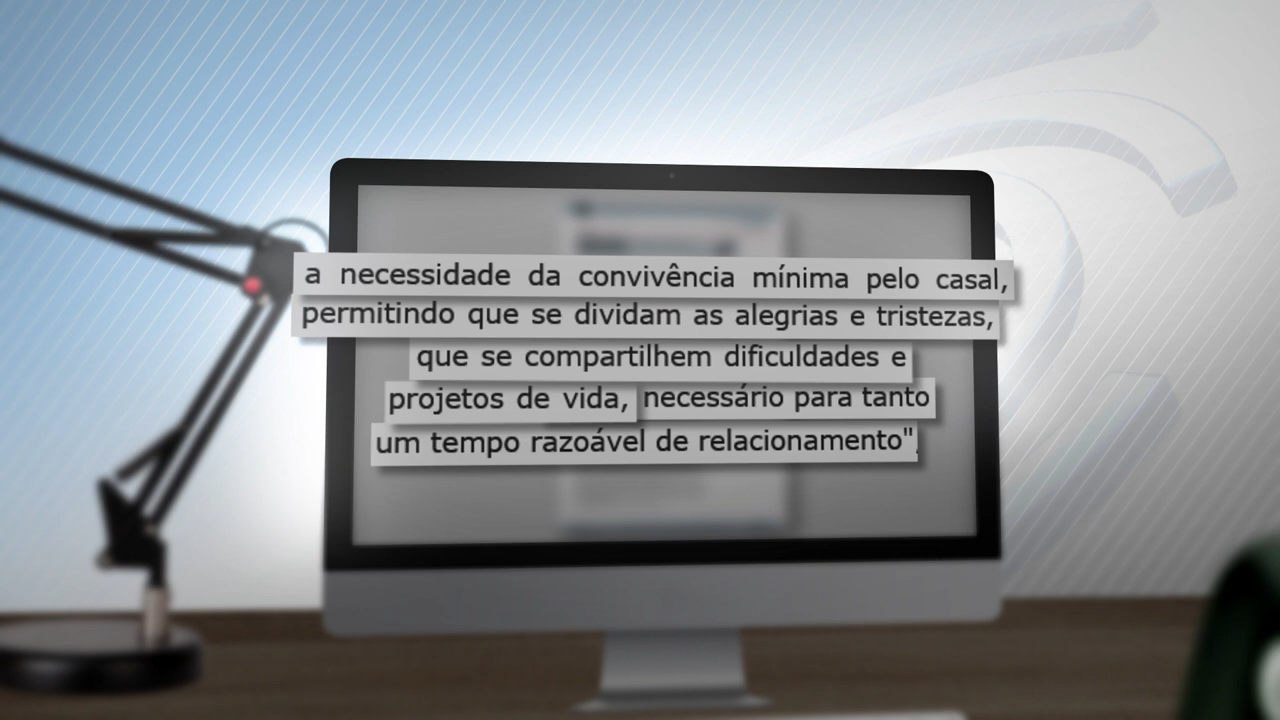 a necessidade da convivência mínima pelo casal,
permitindo que se dividam as alegrias e tristezas,
que se compartilhem dificuldades e
projetos de vida, necessário para tanto
um tempo razoável de relacionamento".